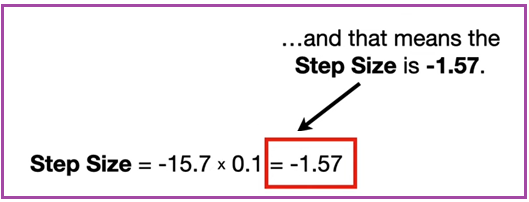 ...and that means the
Step Size is -1.57.
Step Size = -15.7 × 0.1 = -1.57